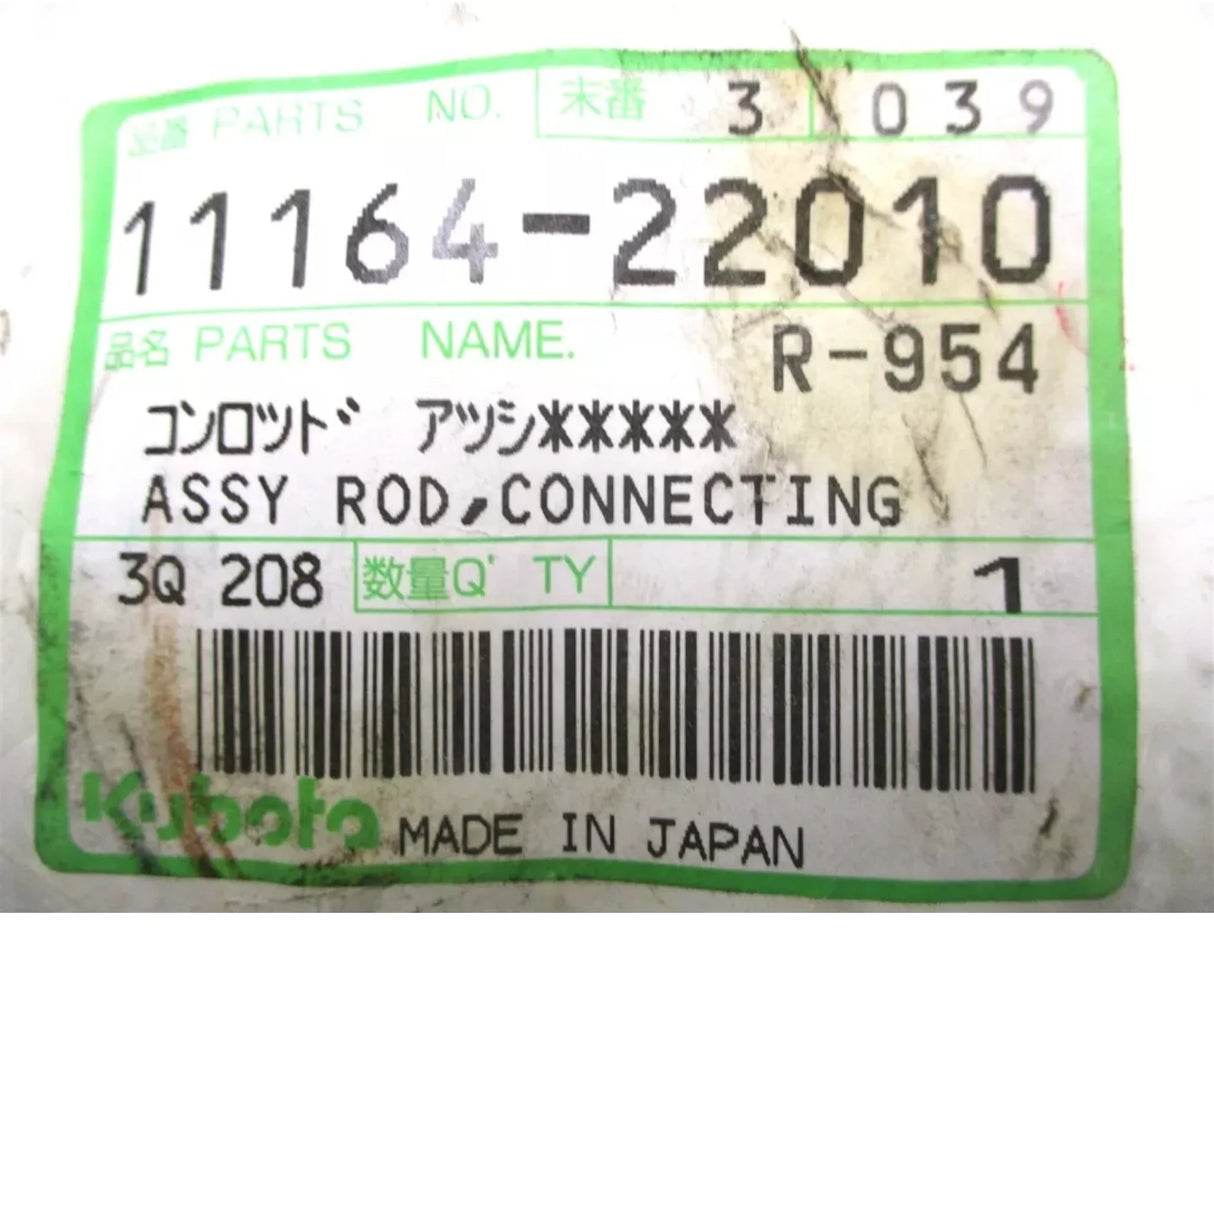 品番 PARTS NO. 末番 3 039
11164-22010
品名 PARTS NAME. R-954
コンロツド アツシ*****
ASSY ROD,CONNECTING
3Q 208 数量Q'TY 1
Kubota MADE IN JAPAN